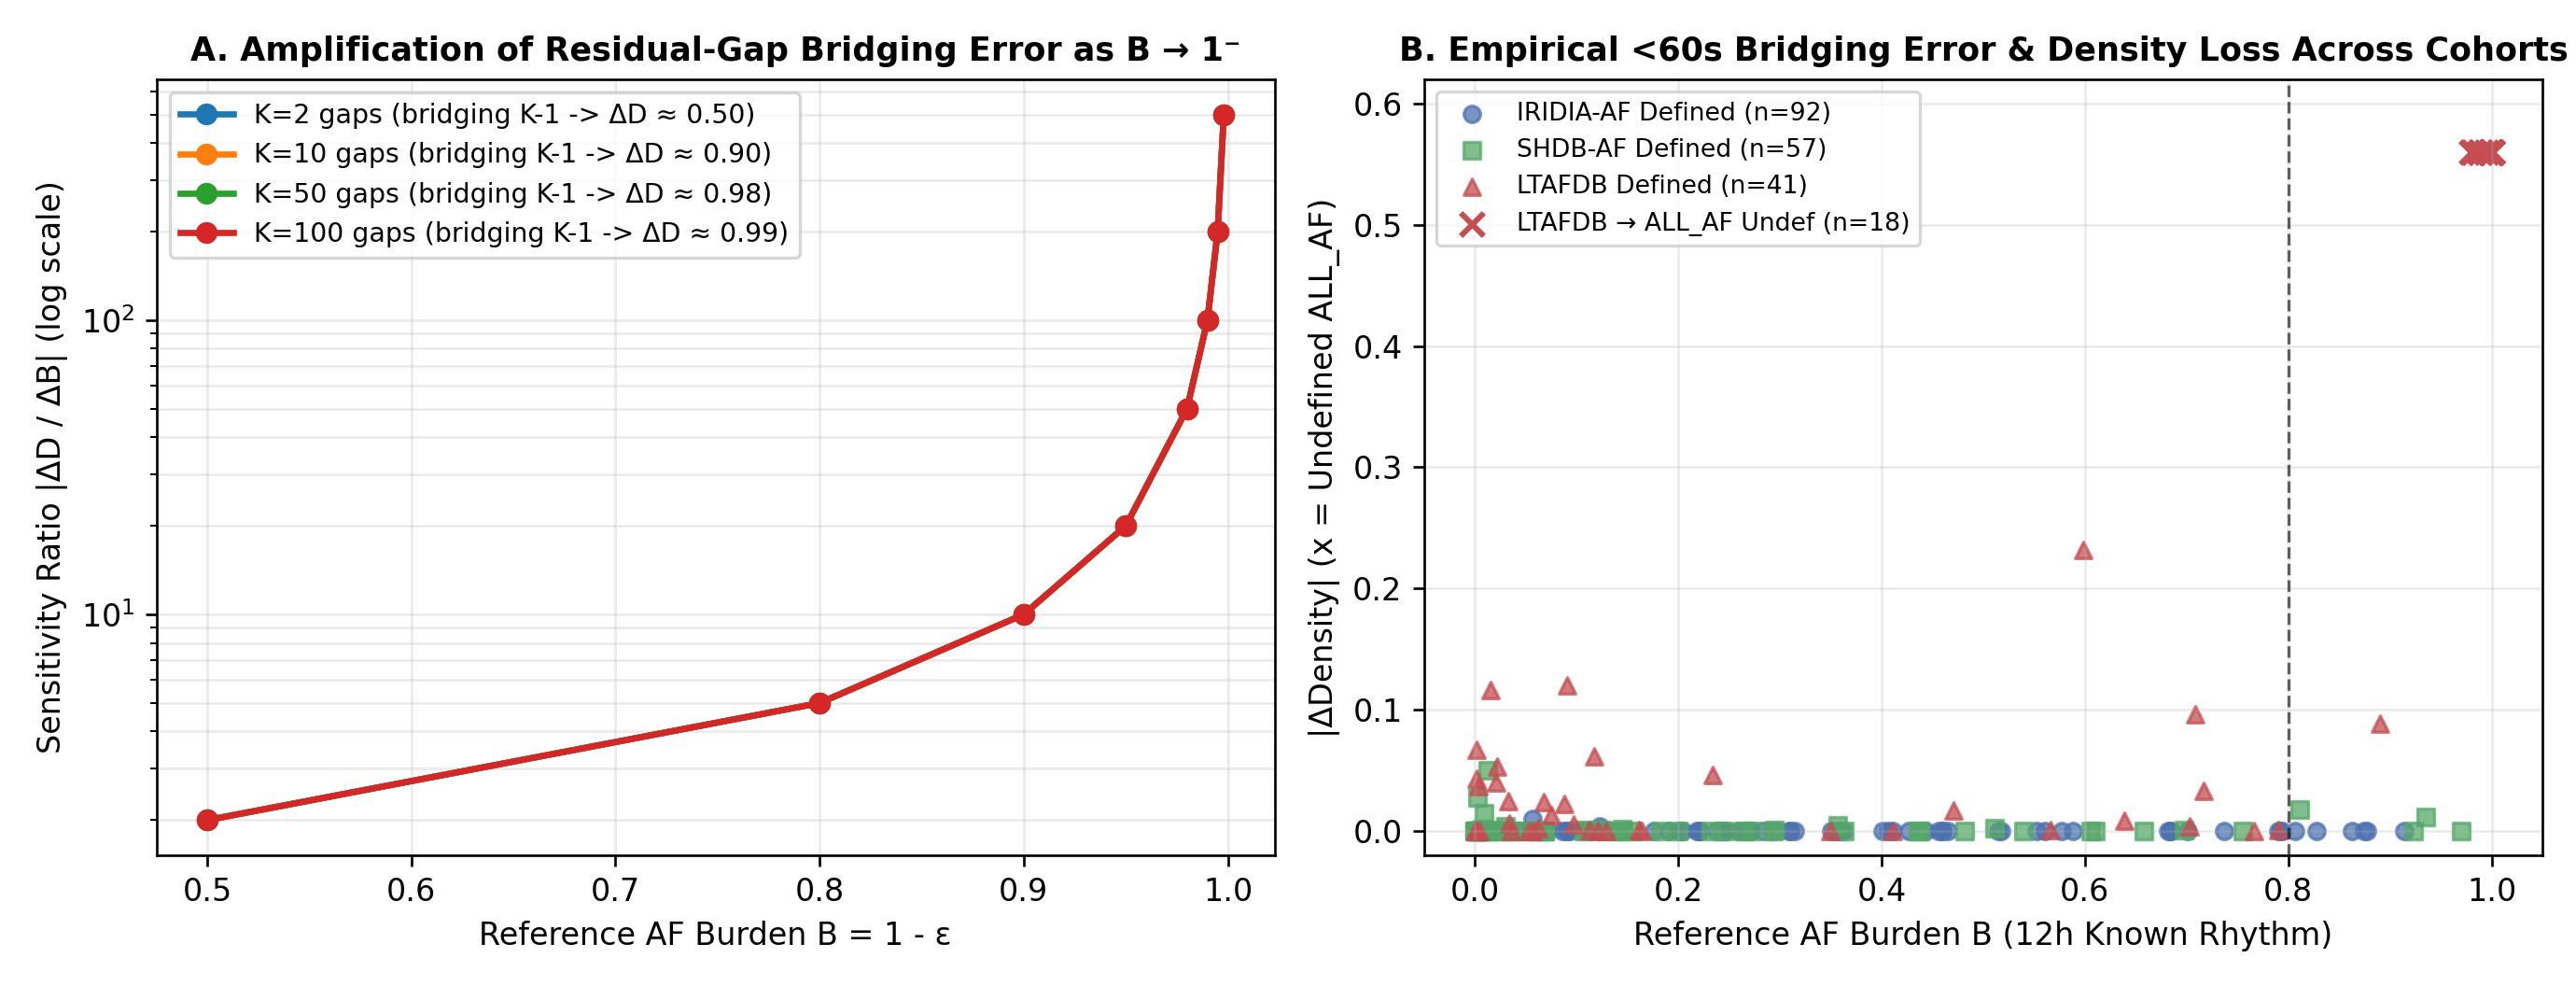 A. Amplification of Residual-Gap Bridging Error as B → 1⁻
K=2 gaps (bridging K-1 -> ΔD ≈ 0.50)
K=10 gaps (bridging K-1 -> ΔD ≈ 0.90)
K=50 gaps (bridging K-1 -> ΔD ≈ 0.98)
K=100 gaps (bridging K-1 -> ΔD ≈ 0.99)
Sensitivity Ratio |ΔD / ΔB| (log scale)
10²
10¹
0.5 0.6 0.7 0.8 0.9 1.0
Reference AF Burden B = 1 - ε
B. Empirical <60s Bridging Error & Density Loss Across Cohorts
IRIDIA-AF Defined (n=92)
SHDB-AF Defined (n=57)
LTAFDB Defined (n=41)
LTAFDB → ALL_AF Undef (n=18)
|ΔDensity| (x = Undefined ALL_AF)
0.6
0.5
0.4
0.3
0.2
0.1
0.0
0.0 0.2 0.4 0.6 0.8 1.0
Reference AF Burden B (12h Known Rhythm)